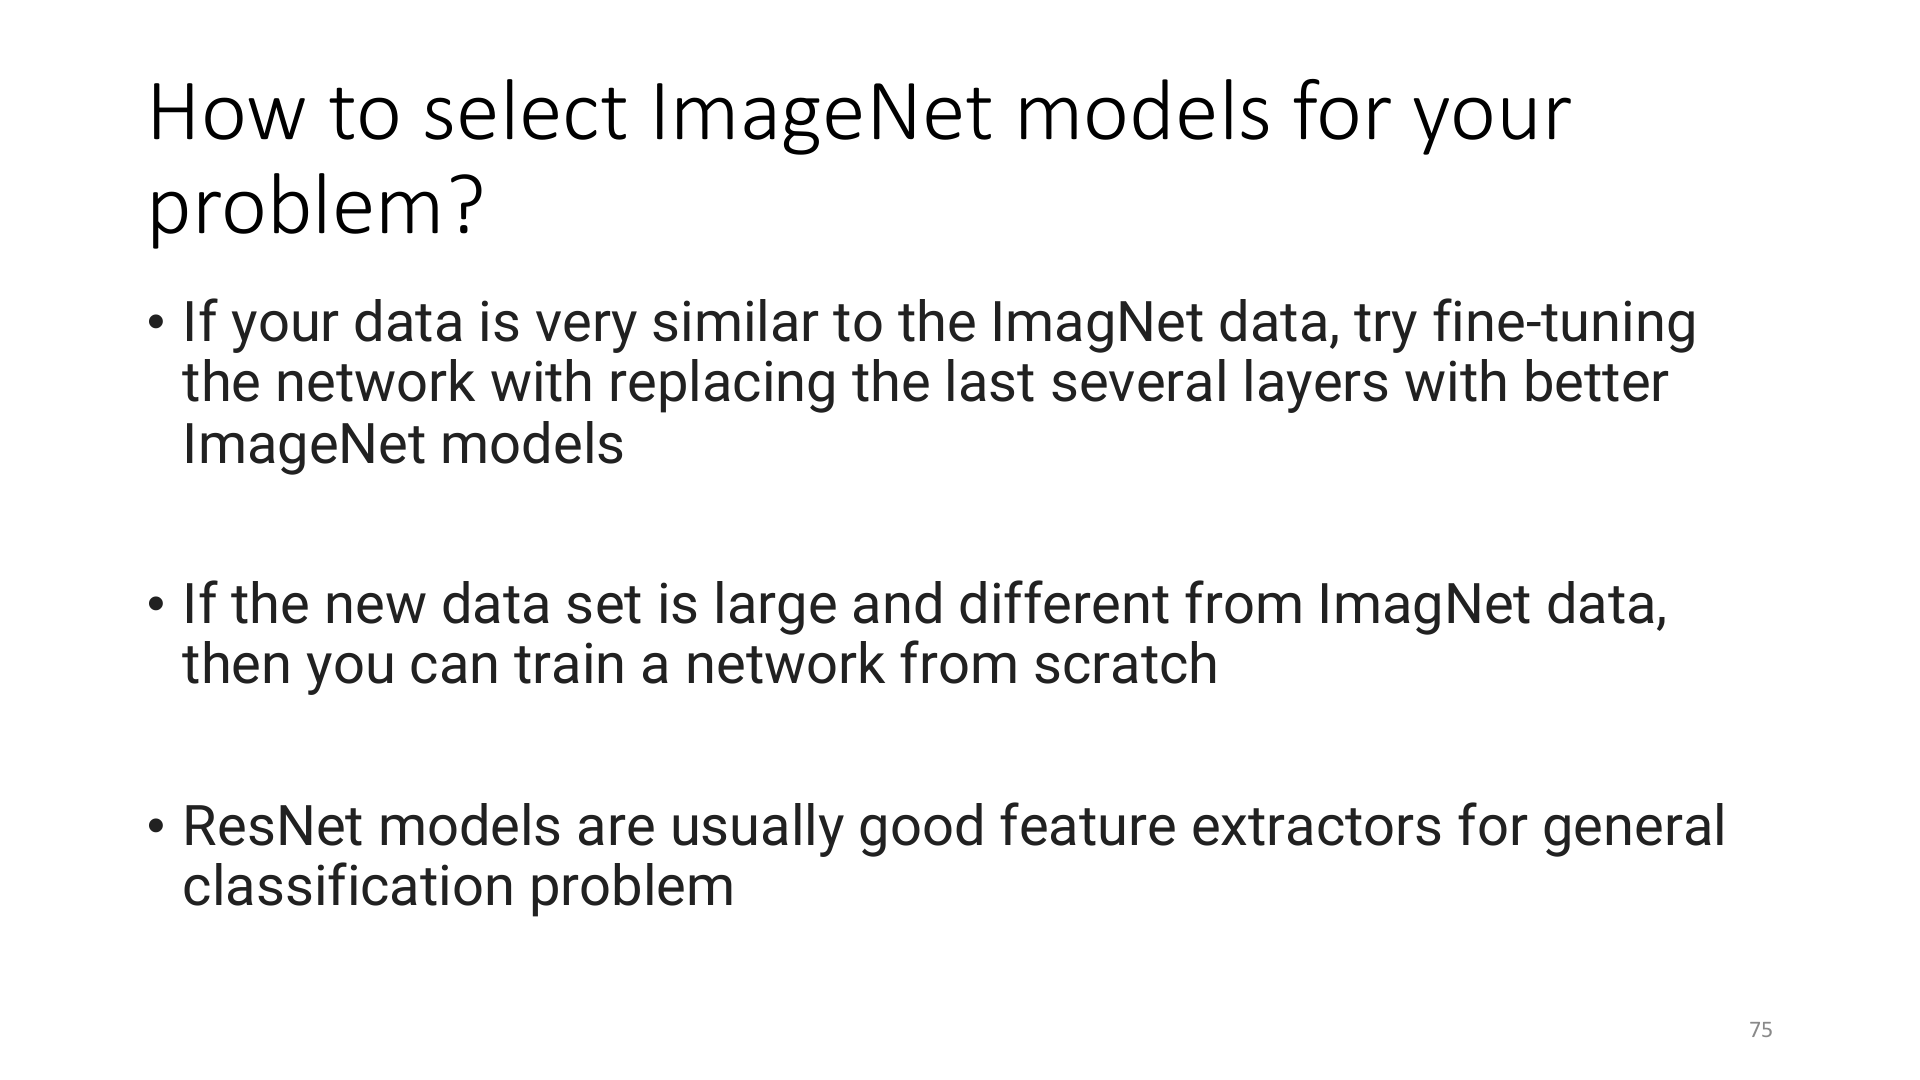 How to select ImageNet models for your
problem?
• If your data is very similar to the ImagNet data, try fine-tuning
the network with replacing the last several layers with better
ImageNet models
• If the new data set is large and different from ImagNet data,
then you can train a network from scratch
• ResNet models are usually good feature extractors for general
classification problem
75